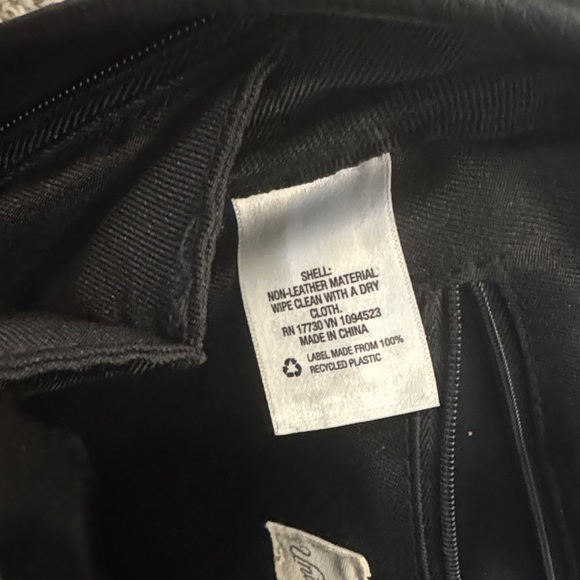 SHELL:
NON-LEATHER MATERIAL
WIPE CLEAN WITH A DRY
CLOTH.
RN 17730 VN 1094523
MADE IN CHINA
LABEL MADE FROM 100%
RECYCLED PLASTIC